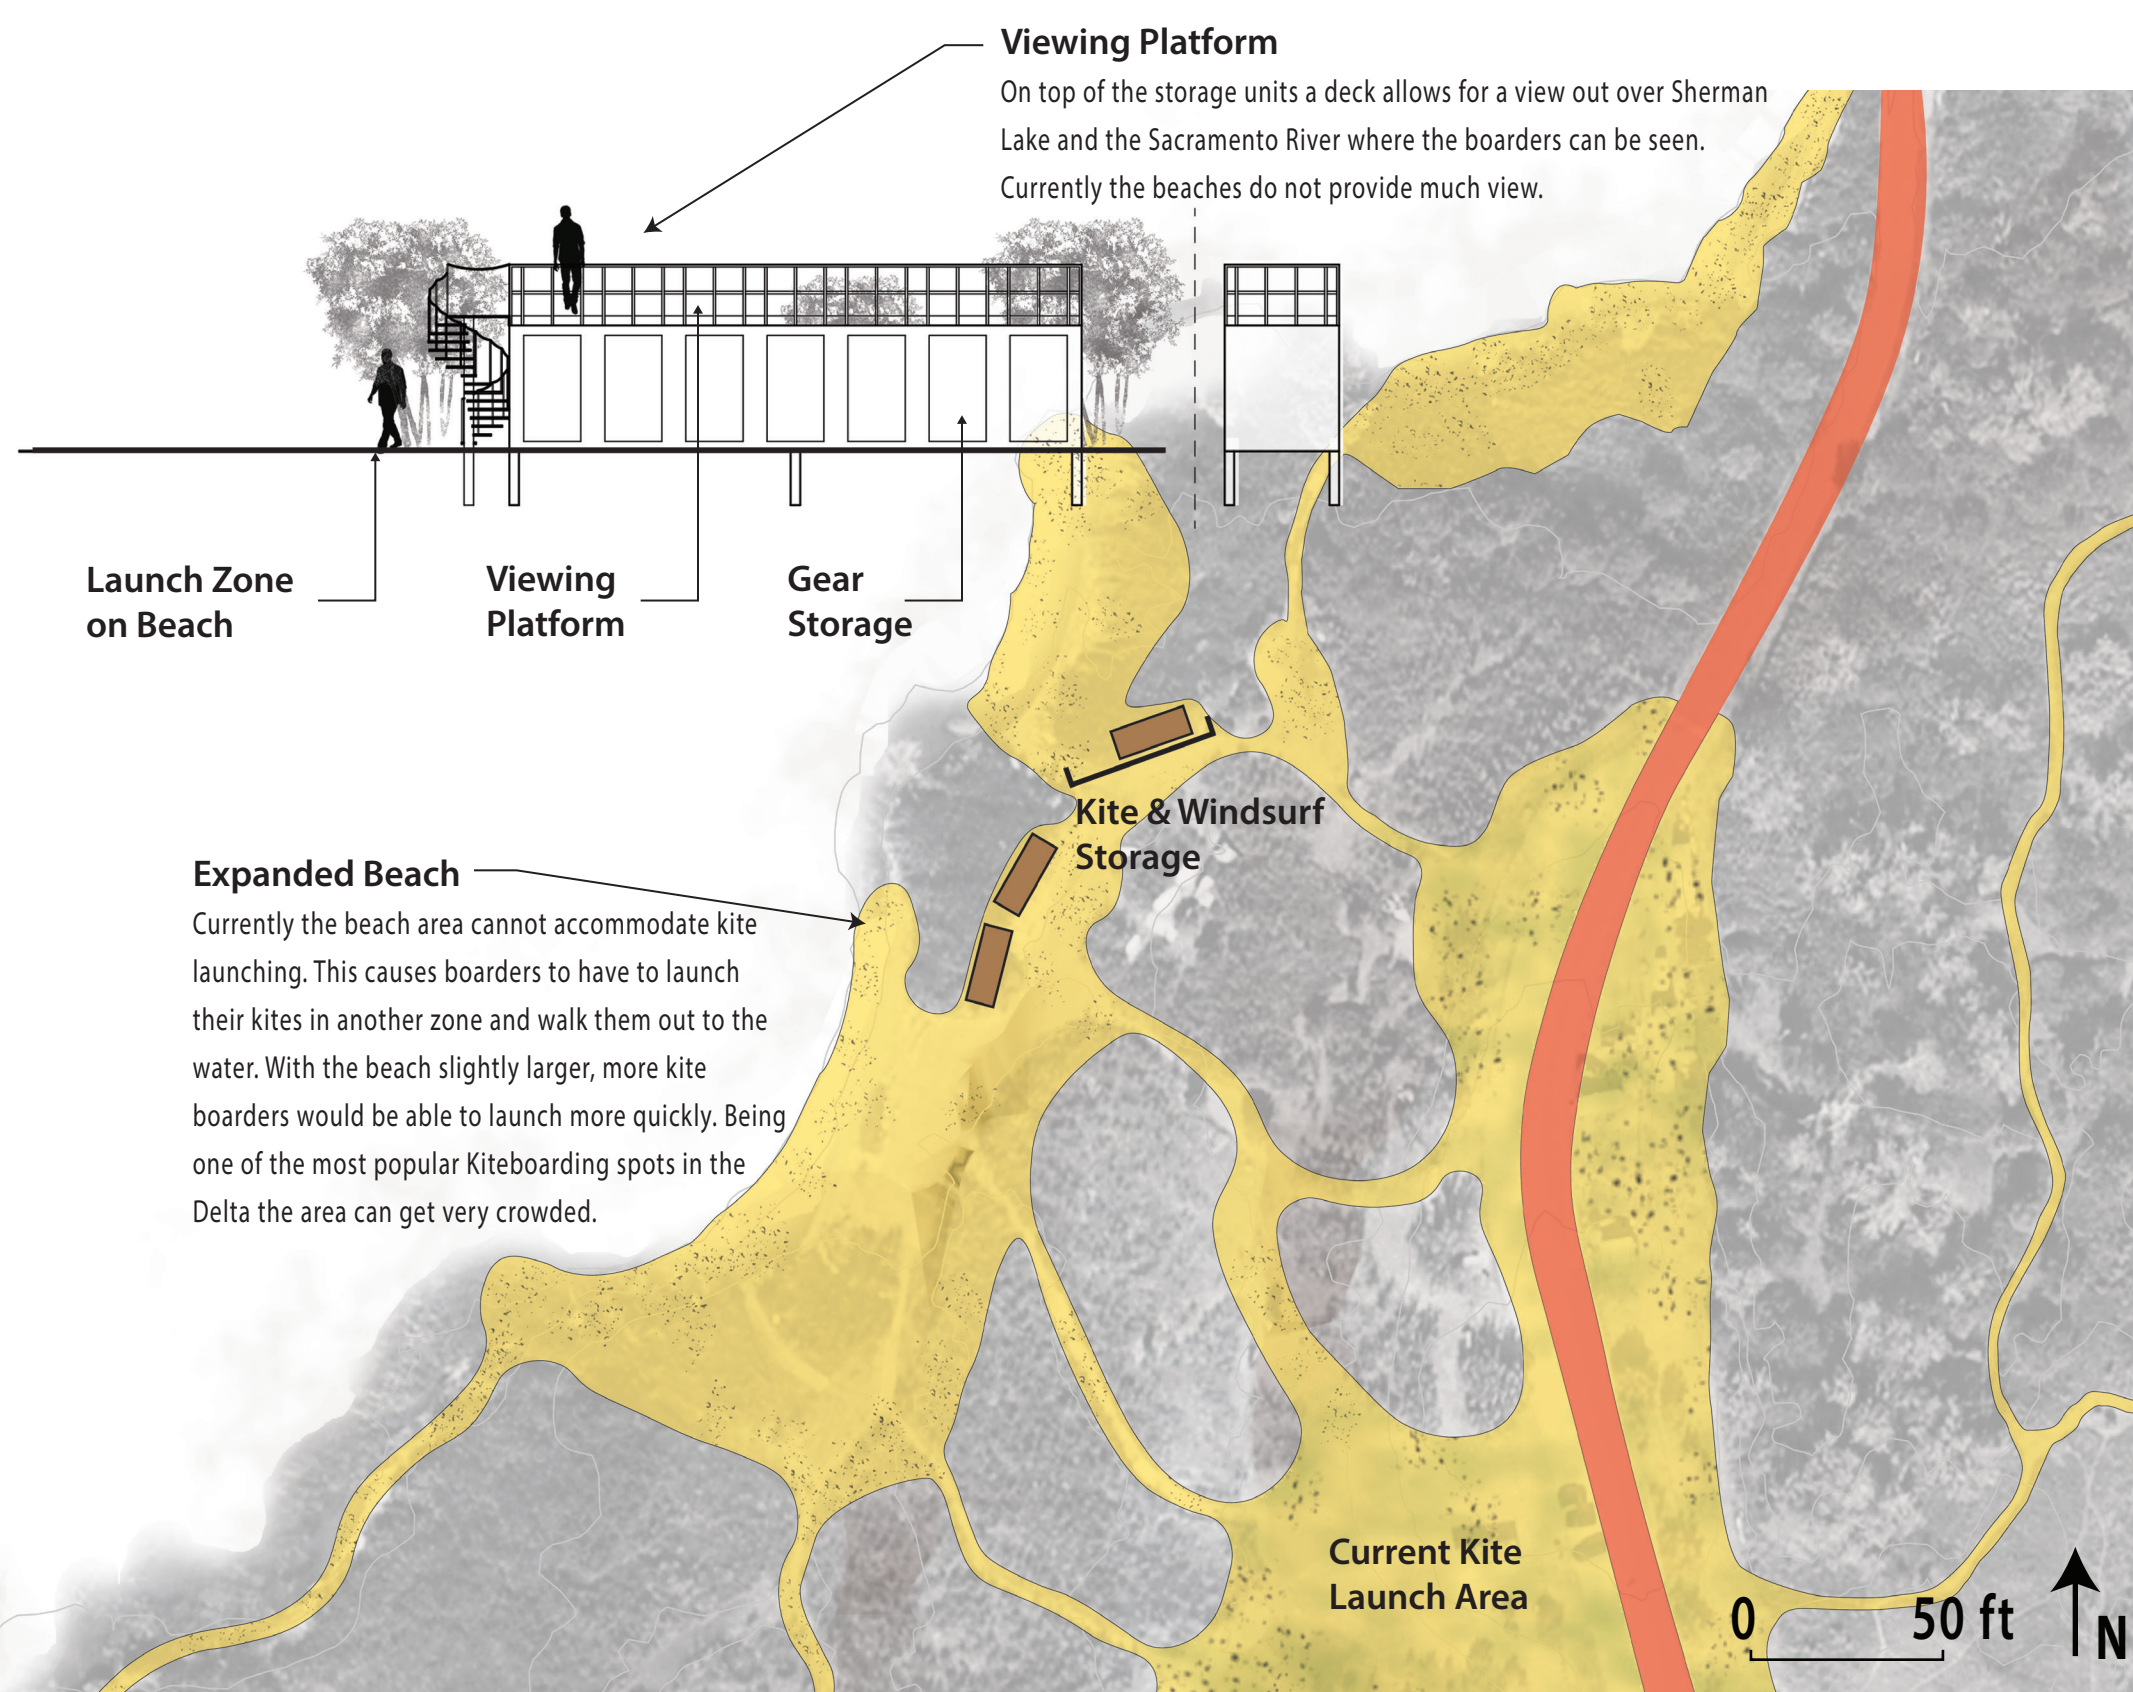 Viewing Platform
On top of the storage units a deck allows for a view out over Sherman
Lake and the Sacramento River where the boarders can be seen.
Currently the beaches do not provide much view.
Launch Zone
on Beach
Viewing
Platform
Gear
Storage
Kite & Windsurf
Storage
Expanded Beach
Currently the beach area cannot accommodate kite
launching. This causes boarders to have to launch
their kites in another zone and walk them out to the
water. With the beach slightly larger, more kite
boarders would be able to launch more quickly. Being
one of the most popular Kiteboarding spots in the
Delta the area can get very crowded.
Current Kite
Launch Area
0 50 ft
N